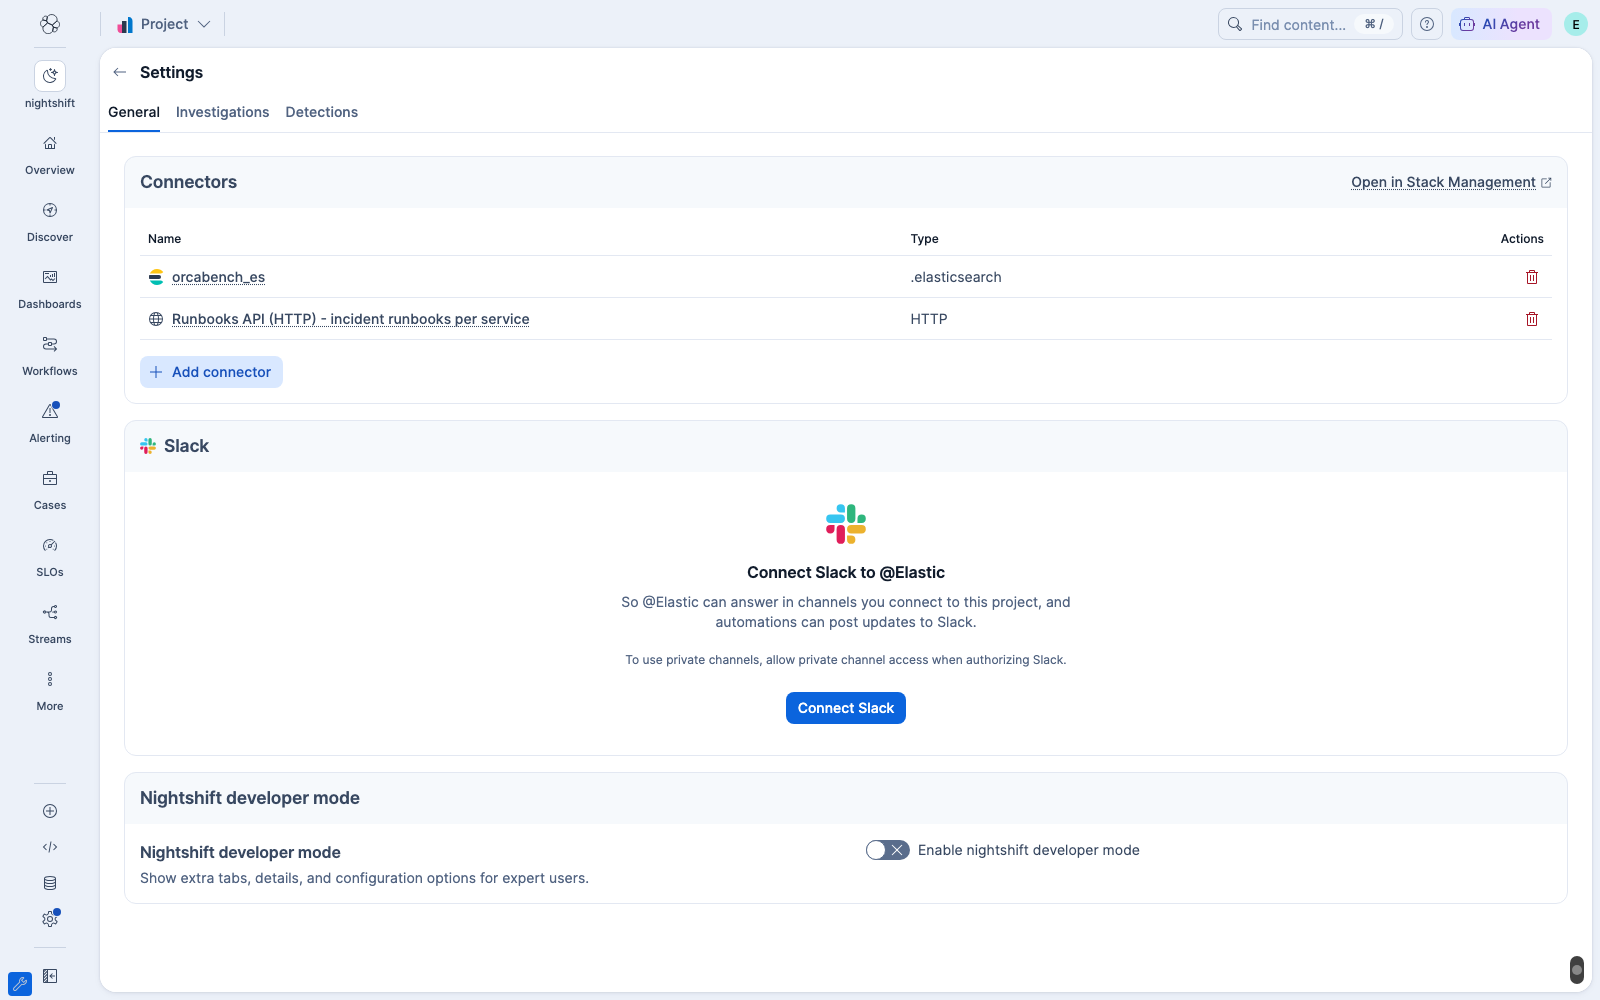 Project
Find content...
⌘ /
AI Agent
E
nightshift
Overview
Discover
Dashboards
Workflows
Alerting
Cases
SLOs
Streams
More
Settings
General Investigations Detections
Connectors
Open in Stack Management
Name Type Actions
orcabench_es .elasticsearch
Runbooks API (HTTP) - incident runbooks per service HTTP
Add connector
Slack
Connect Slack to @Elastic
So @Elastic can answer in channels you connect to this project, and
automations can post updates to Slack.
To use private channels, allow private channel access when authorizing Slack.
Connect Slack
Nightshift developer mode
Nightshift developer mode
Enable nightshift developer mode
Show extra tabs, details, and configuration options for expert users.